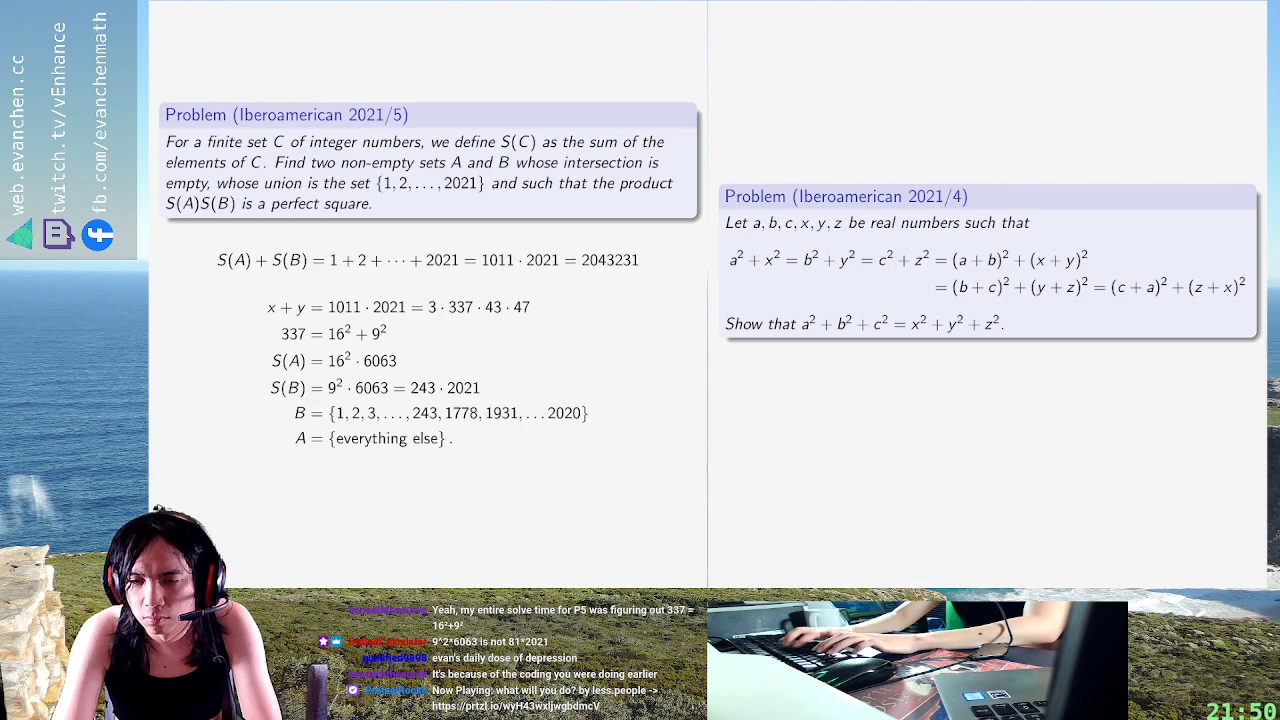 web.evanchen.cc
twitch.tv/vEnhance
fb.com/evanchenmath
Problem (Iberoamerican 2021/5)
For a finite set C of integer numbers, we define S(C) as the sum of the
elements of C. Find two non-empty sets A and B whose intersection is
empty, whose union is the set {1, 2, . . . , 2021} and such that the product
S(A)S(B) is a perfect square.
S(A) + S(B) = 1 + 2 + · · · + 2021 = 1011 · 2021 = 2043231
x + y = 1011 · 2021 = 3 · 337 · 43 · 47
337 = 16² + 9²
S(A) = 16² · 6063
S(B) = 9² · 6063 = 243 · 2021
B = {1, 2, 3, . . . , 243, 1778, 1931, . . . 2020}
A = {everything else} .
Problem (Iberoamerican 2021/4)
Let a, b, c, x, y, z be real numbers such that
a² + x² = b² + y² = c² + z² = (a + b)² + (x + y)²
= (b + c)² + (y + z)² = (c + a)² + (z + x)²
Show that a² + b² + c² = x² + y² + z².
Yeah, my entire solve time for P5 was figuring out 337 =
16²+9²
9^2*6063 is not 81*2021
evan's daily dose of depression
It's because of the coding you were doing earlier
PretzelRocks Now Playing: what will you do? by less.people ->
https://prtzl.io/wyH43wxljwgbdmcV
21:50